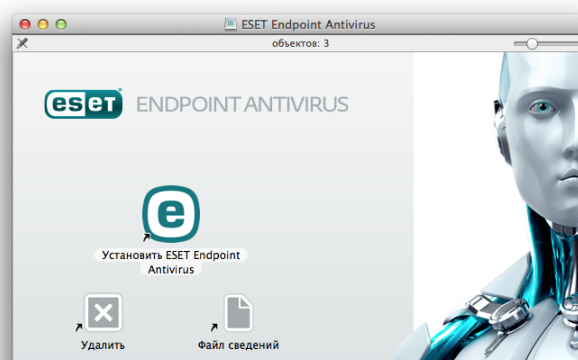 ESET Endpoint Antivirus
объектов: 3
eseT ENDPOINT ANTIVIRUS
e
Установить ESET Endpoint
Antivirus
Удалить
Файл сведений